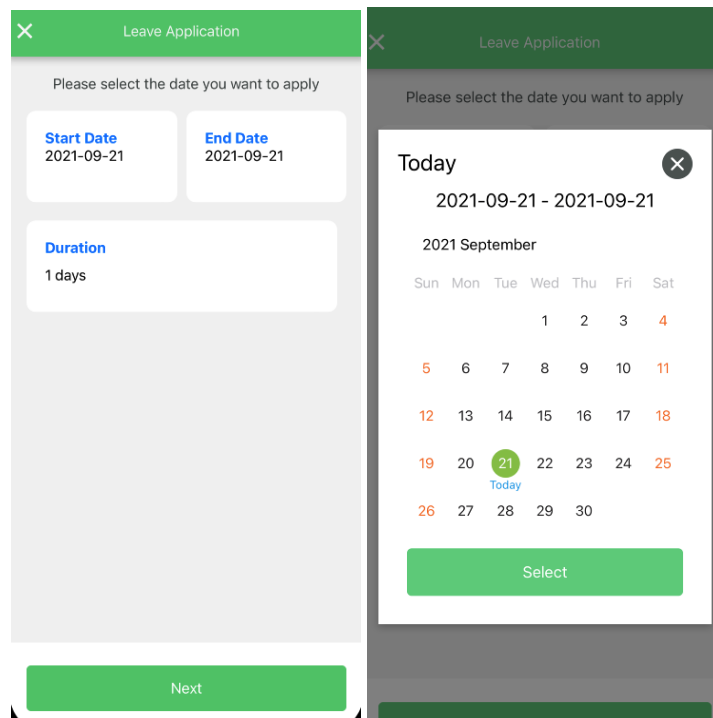 Leave Application
Please select the date you want to apply
Start Date
2021-09-21
End Date
2021-09-21
Duration
1 days
Next
Leave Application
Please select the date you want to apply
Today
2021-09-21 - 2021-09-21
2021 September
Sun Mon Tue Wed Thu Fri Sat
1 2 3 4
5 6 7 8 9 10 11
12 13 14 15 16 17 18
19 20 21 22 23 24 25
Today
26 27 28 29 30
Select